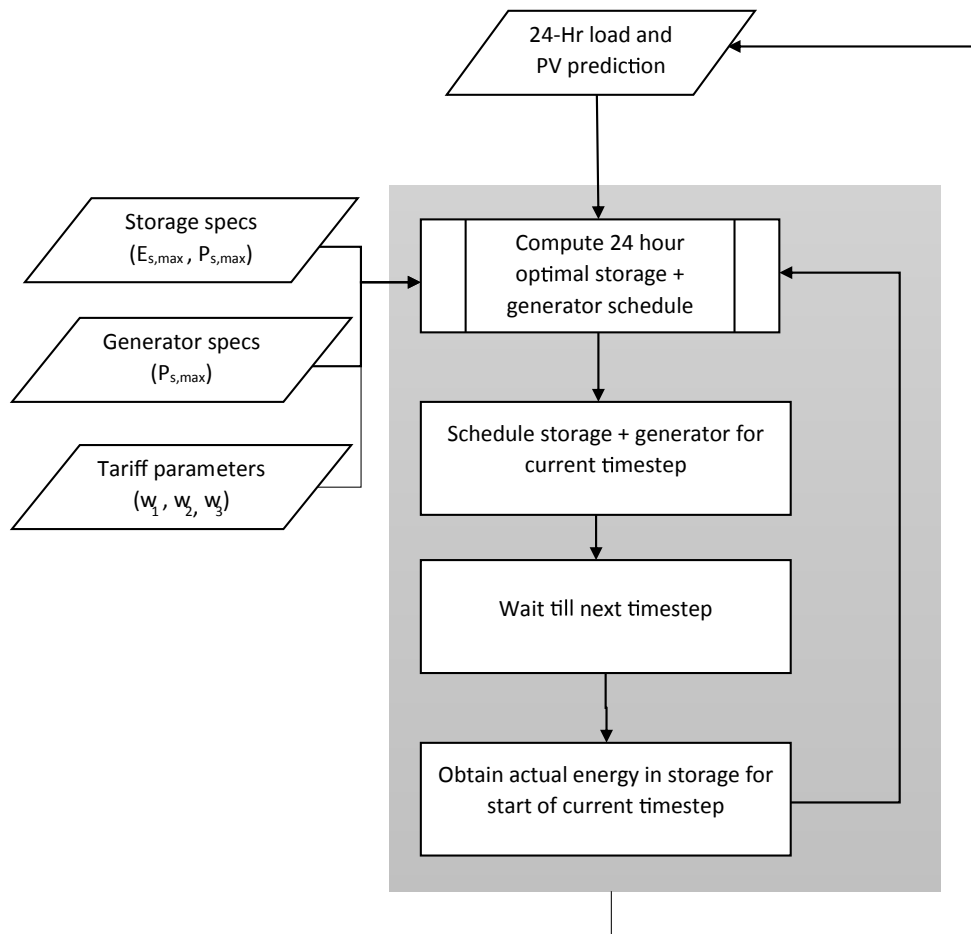 24-Hr load and
PV prediction
Storage specs
(Es,max , Ps,max)
Compute 24 hour
optimal storage +
generator schedule
Generator specs
(Ps,max)
Schedule storage + generator for
current timestep
Tariff parameters
(w1 , w2, w3)
Wait till next timestep
Obtain actual energy in storage for
start of current timestep